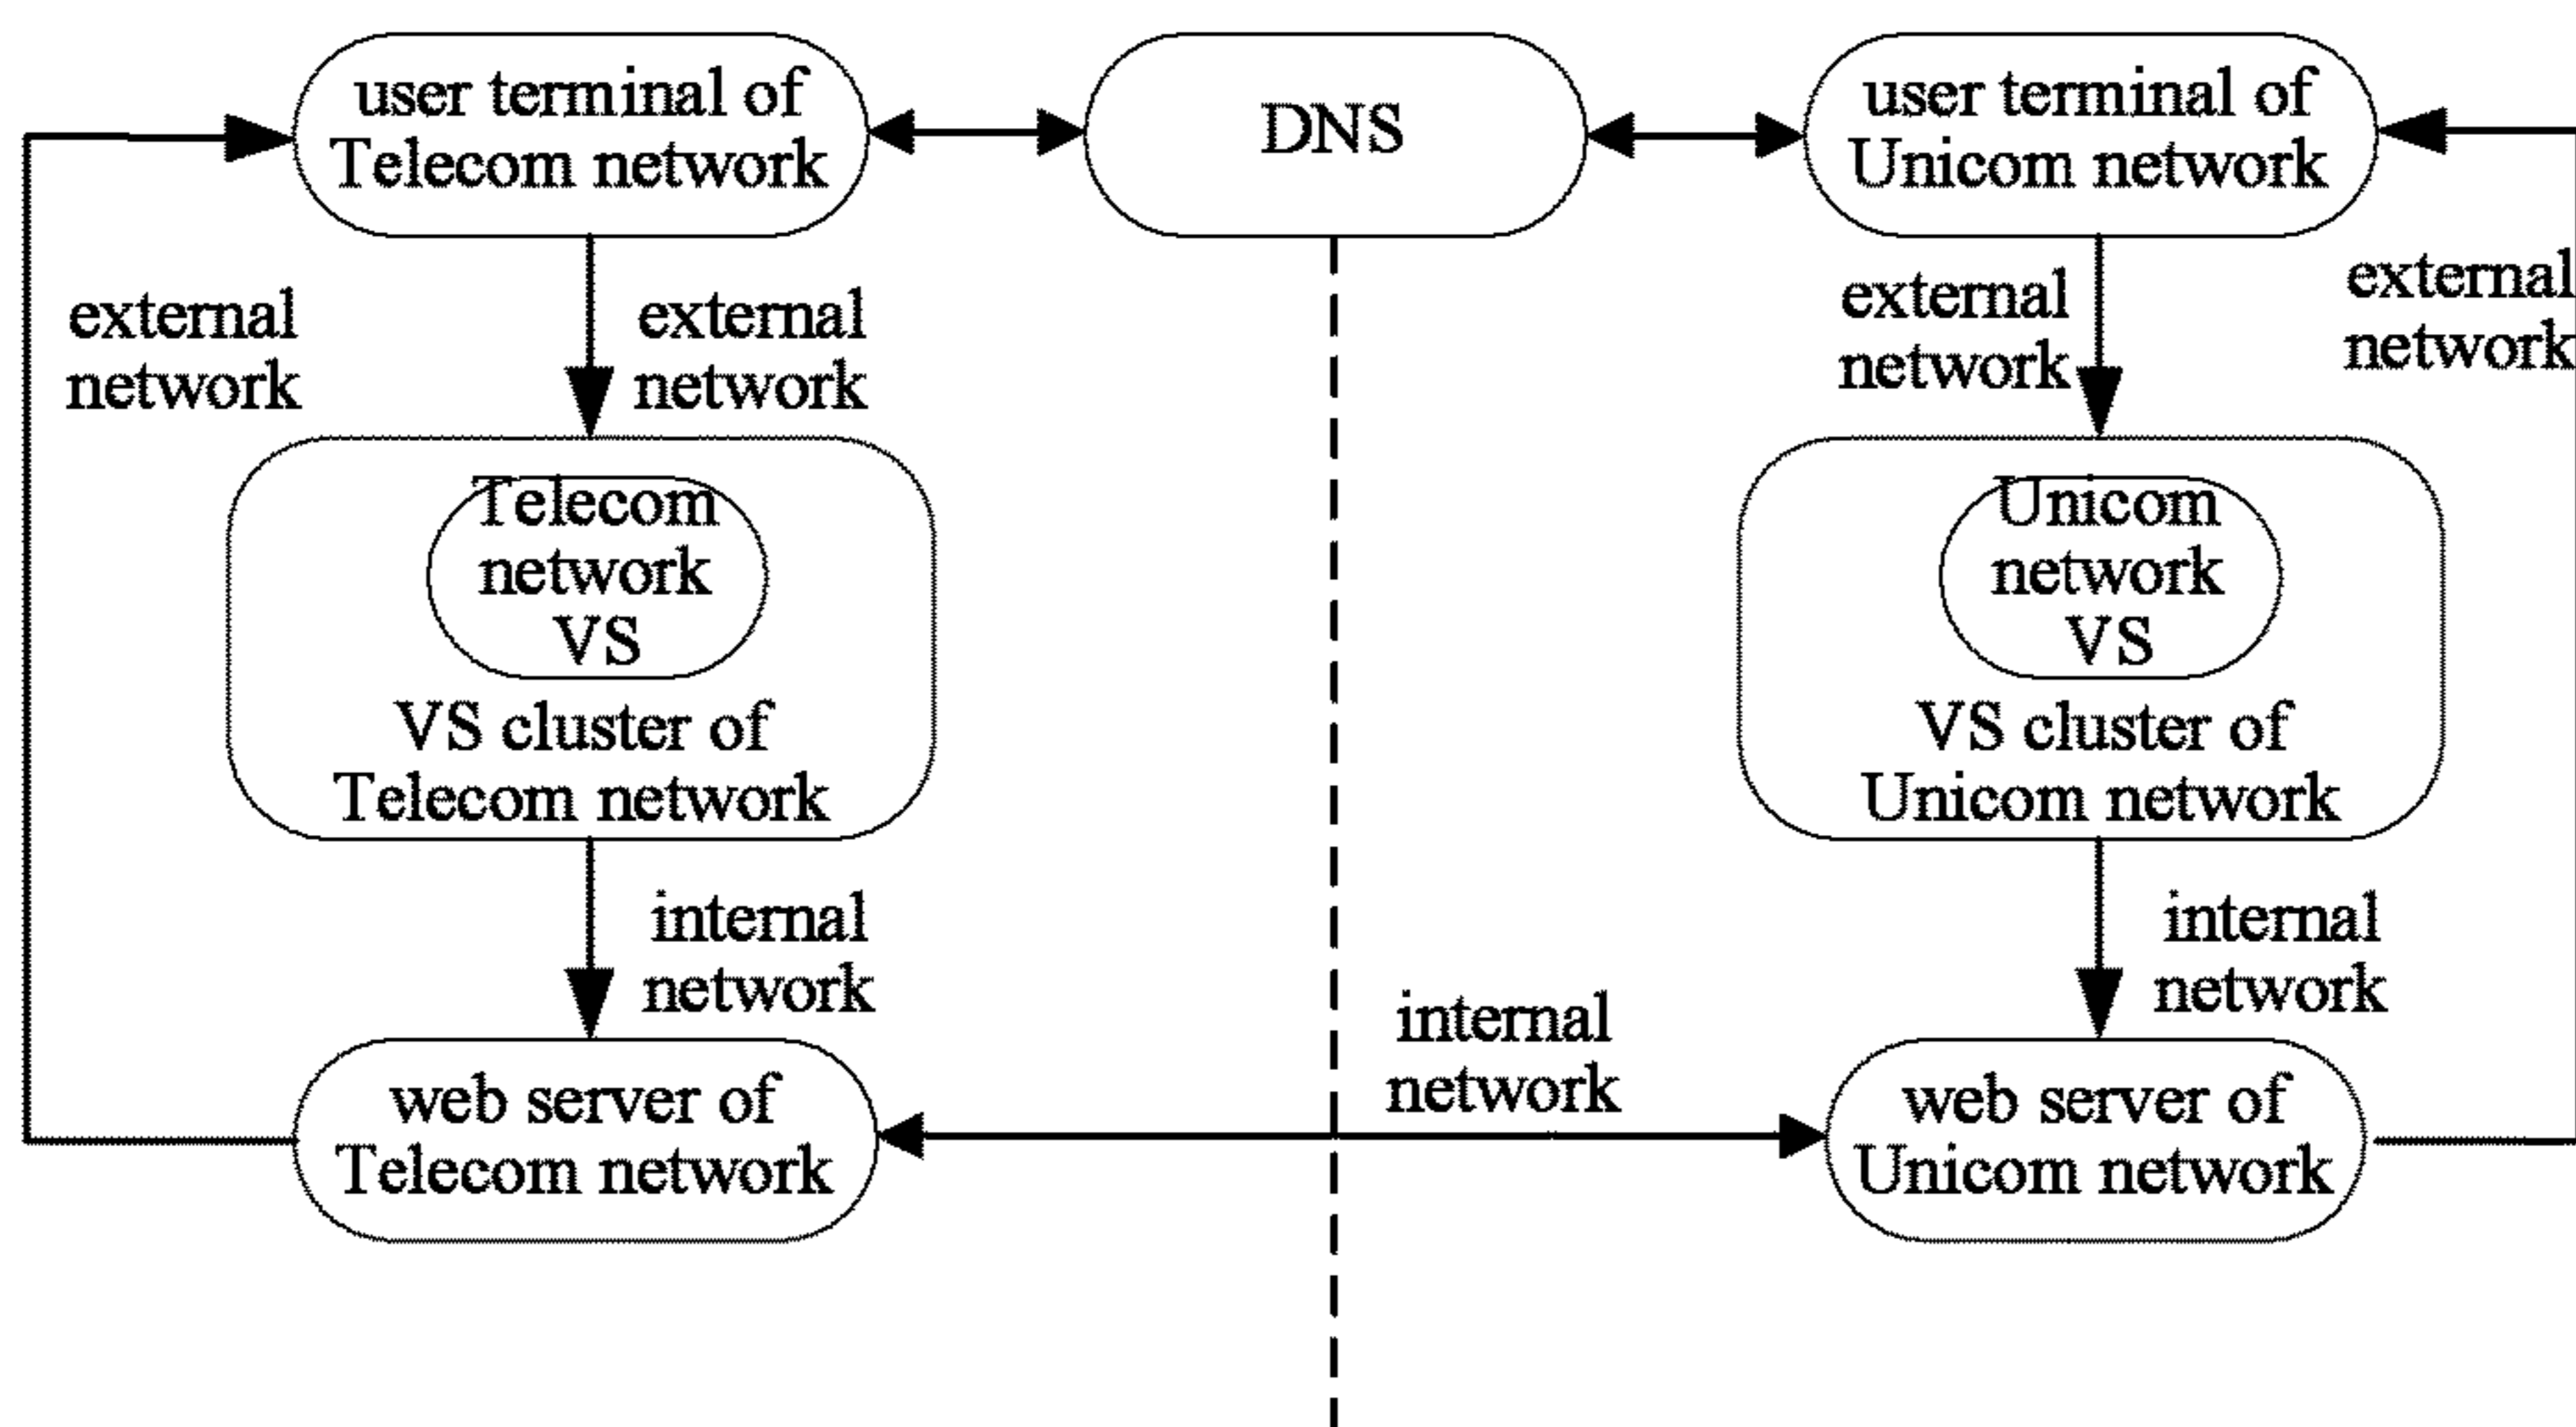 user terminal of
Telecom network
DNS
user terminal of
Unicom network
external
network
external
network
external
network
external
network
Telecom
network
VS
VS cluster of
Telecom network
Unicom
network
VS
VS cluster of
Unicom network
internal
network
internal
network
internal
network
web server of
Telecom network
web server of
Unicom network